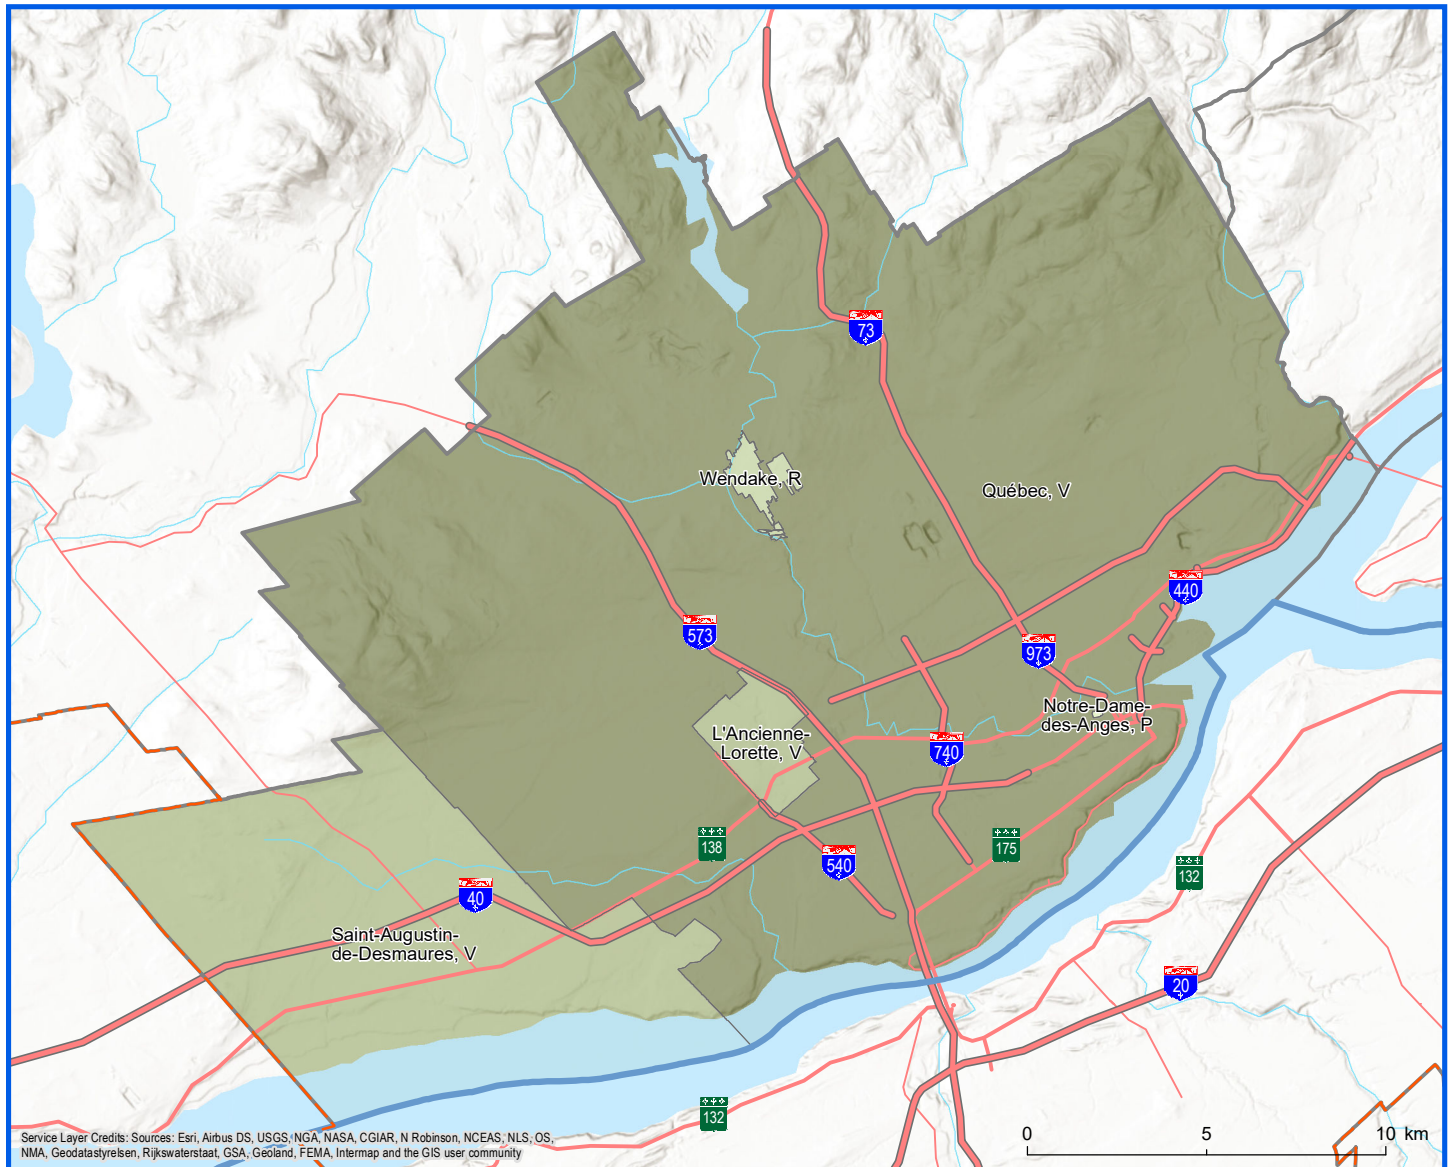 73
Wendake, R
Québec, V
440
573
973
Notre-Dame-
des-Anges, P
L'Ancienne-
Lorette, V
740
138
175
540
132
40
Saint-Augustin-
de-Desmaures, V
20
132
0 5 10 km
Service Layer Credits: Sources: Esri, Airbus DS, USGS, NGA, NASA, CGIAR, N Robinson, NCEAS, NLS, OS,
NMA, Geodatastyrelsen, Rijkswaterstaat, GSA, Geoland, FEMA, Intermap and the GIS user community